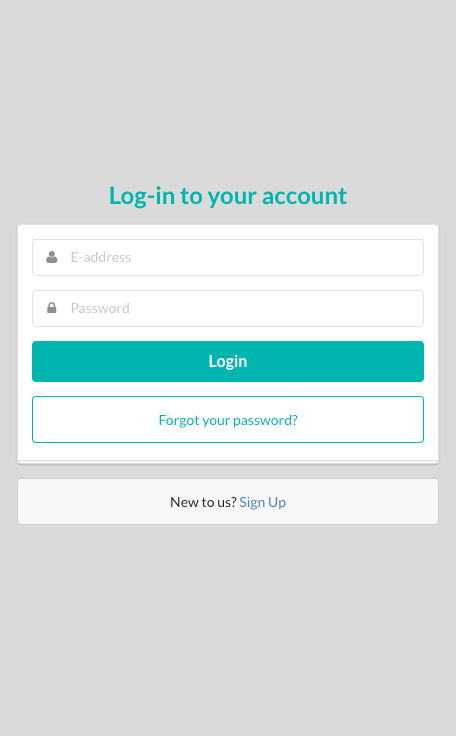 Log-in to your account
E-address
Password
Login
Forgot your password?
New to us? Sign Up